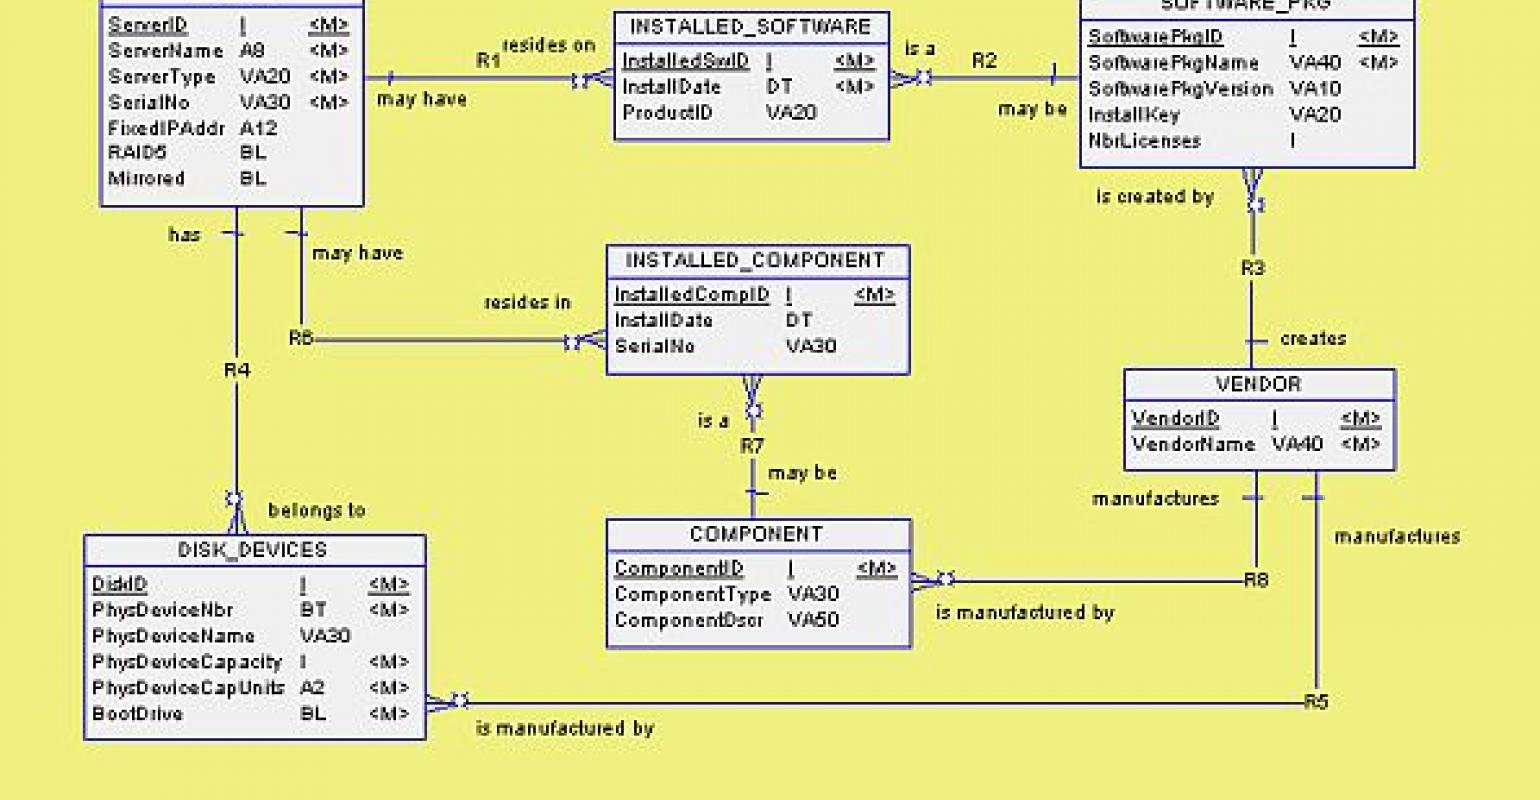 ServerID I <M>
ServerName A8 <M>
ServerType VA20 <M>
SerialNo VA30 <M>
FixedIPAddr A12
RAID5 BL
Mirrored BL
resides on
R1
may have
INSTALLED_SOFTWARE
InstalledSwID I <M>
InstallDate DT <M>
ProductID VA20
is a
R2
may be
SOFTWARE_PKG
SoftwarePkgID I <M>
SoftwarePkgName VA40 <M>
SoftwarePkgVersion VA10
InstallKey VA20
NbrLicenses I
is created by
R3
creates
has
may have
resides in
R6
R4
INSTALLED_COMPONENT
InstalledCompID I <M>
InstallDate DT
SerialNo VA30
is a
R7
may be
VENDOR
VendorID I <M>
VendorName VA40 <M>
manufactures
manufactures
belongs to
DISK_DEVICES
DiskID I <M>
PhysDeviceNbr BT <M>
PhysDeviceName VA30
PhysDeviceCapacity I <M>
PhysDeviceCapUnits A2 <M>
BootDrive BL <M>
COMPONENT
ComponentID I <M>
ComponentType VA30
ComponentDscr VA50
R8
is manufactured by
R5
is manufactured by